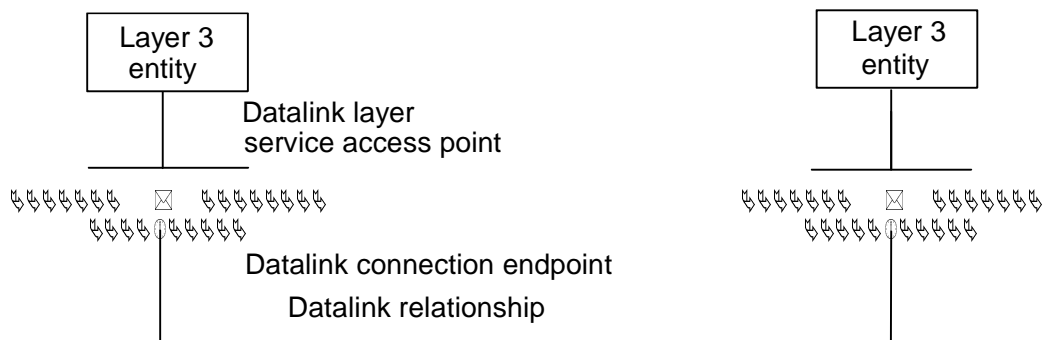 Layer 3
entity
Layer 3
entity
Datalink layer
service access point
Datalink connection endpoint
Datalink relationship